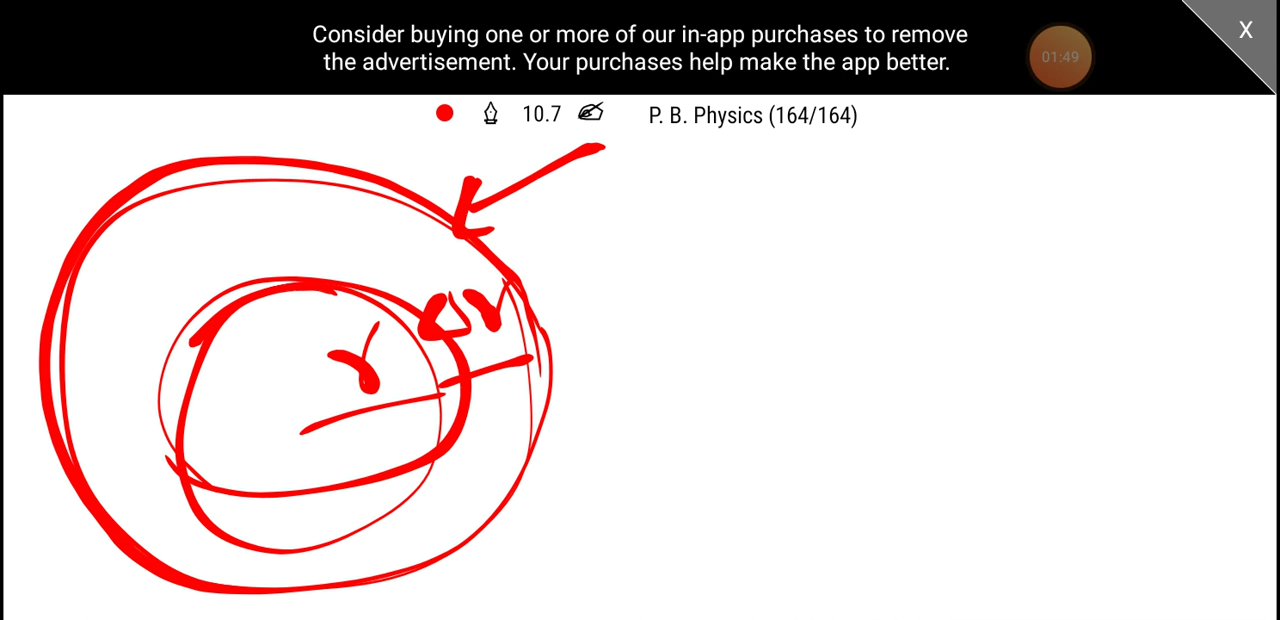 Consider buying one or more of our in-app purchases to remove
the advertisement. Your purchases help make the app better.
01:49
X
10.7
P. B. Physics (164/164)
Δr
r